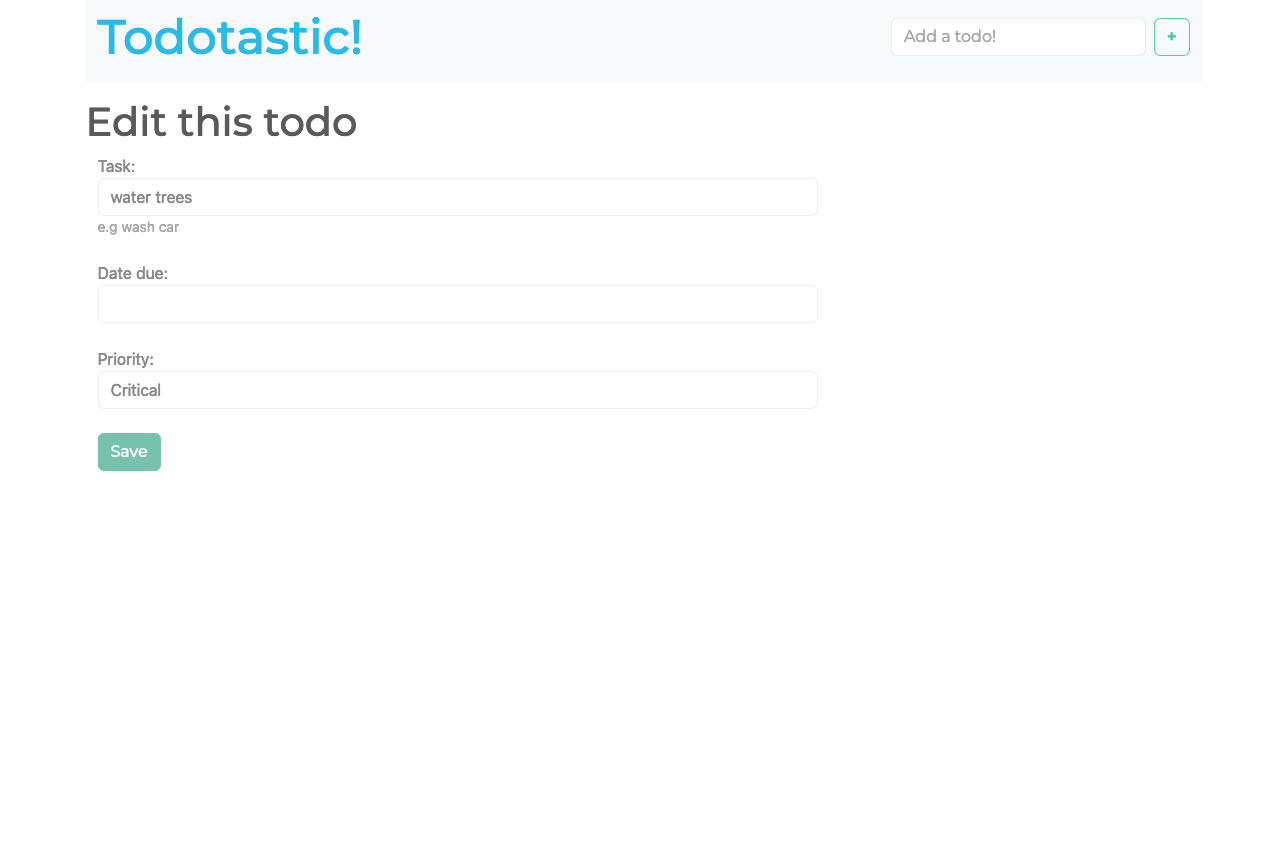 Todotastic!
Add a todo!
+
Edit this todo
Task:
water trees
e.g wash car
Date due:
Priority:
Critical
Save